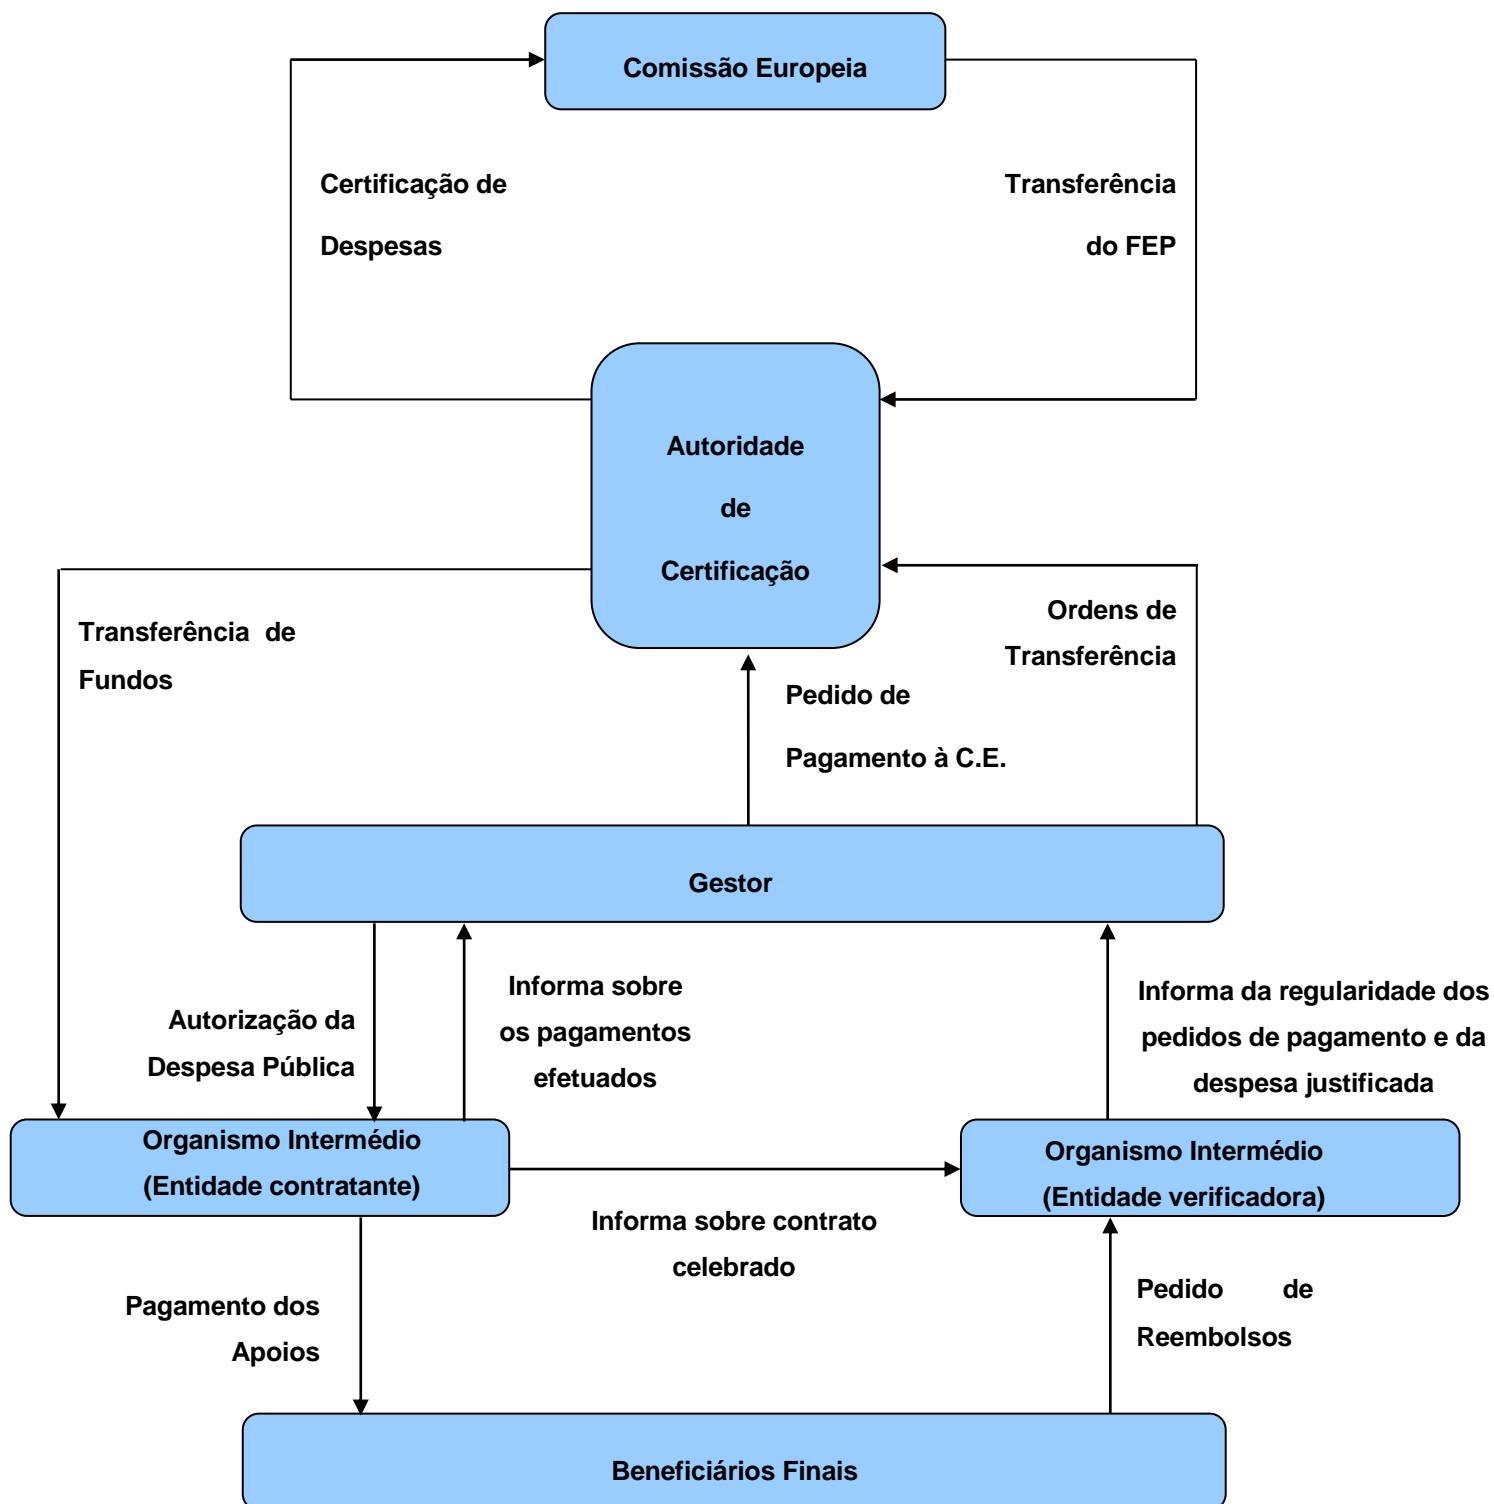 Comissão Europeia
Certificação de
Despesas
Transferência
do FEP
Autoridade
de
Certificação
Transferência de
Fundos
Ordens de
Transferência
Pedido de
Pagamento à C.E.
Gestor
Autorização da
Despesa Pública
Informa sobre
os pagamentos
efetuados
Informa da regularidade dos
pedidos de pagamento e da
despesa justificada
Organismo Intermédio
(Entidade contratante)
Organismo Intermédio
(Entidade verificadora)
Informa sobre contrato
celebrado
Pagamento dos
Apoios
Pedido de
Reembolsos
Beneficiários Finais